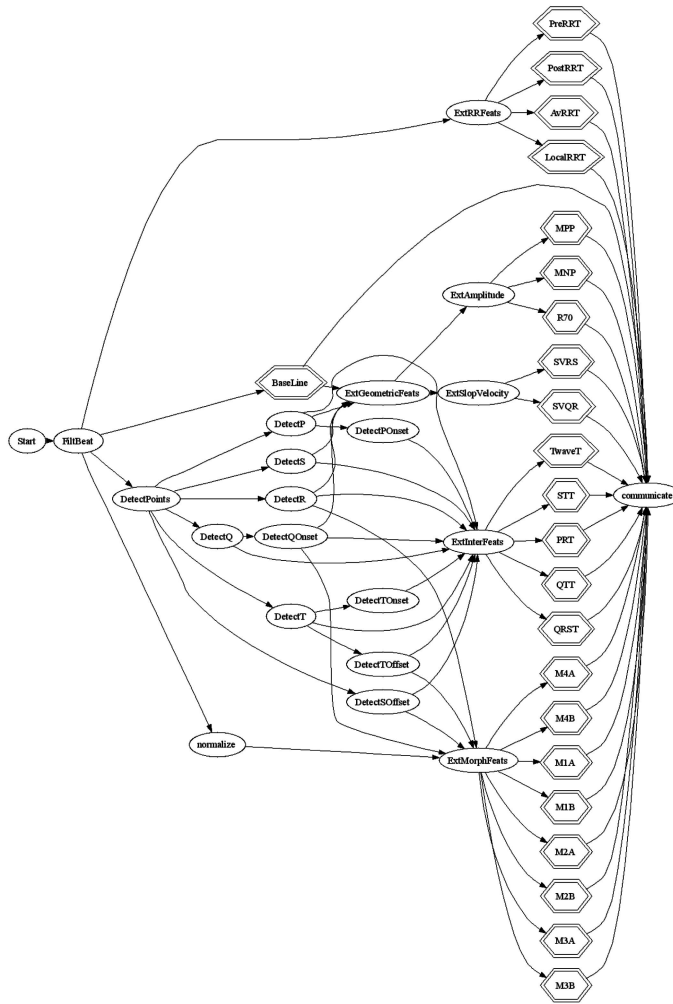 PreRRT
PostRRT
ExtRRFeats
AvRRT
LocalRRT
MPP
MNP
ExtAmplitude
R70
SVRS
BaseLine
ExtGeometricFeats
ExtSlopVelocity
SVQR
DetectP
DetectPOnset
Start
FiltBeat
TwaveT
DetectS
DetectPoints
DetectR
STT
communicate
DetectQ
DetectQOnset
ExtInterFeats
PRT
QTT
DetectTOnset
DetectT
QRST
DetectTOffset
M4A
DetectSOffset
M4B
normalize
ExtMorphFeats
M1A
M1B
M2A
M2B
M3A
M3B